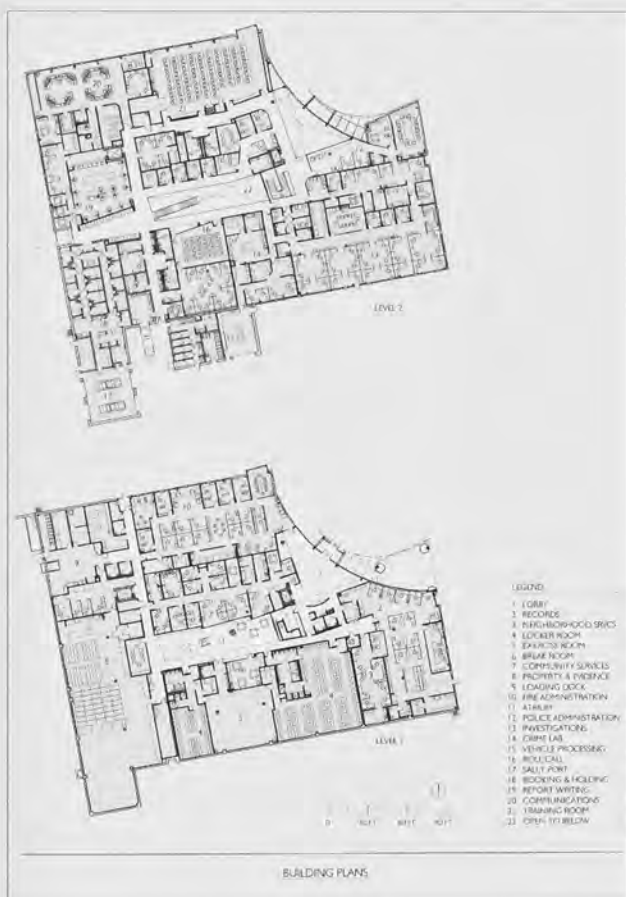 LEVEL 2
LEGEND
1 LOBBY
2 RECORDS
3 NEIGHBORHOOD SRVCS
4 LOCKER ROOM
5 EXERCISE ROOM
6 BREAK ROOM
7 COMMUNITY SERVICES
8 PROPERTY & EVIDENCE
9 LOADING DOCK
10 FIRE ADMINISTRATION
11 ATRIUM
12 POLICE ADMINISTRATION
13 INVESTIGATIONS
14 CRIME LAB
15 VEHICLE PROCESSING
16 ROLL CALL
17 SALLY PORT
18 BOOKING & HOLDING
19 REPORT WRITING
20 COMMUNICATIONS
21 TRAINING ROOM
22 OPEN TO BELOW
LEVEL 1
0
BUILDING PLANS